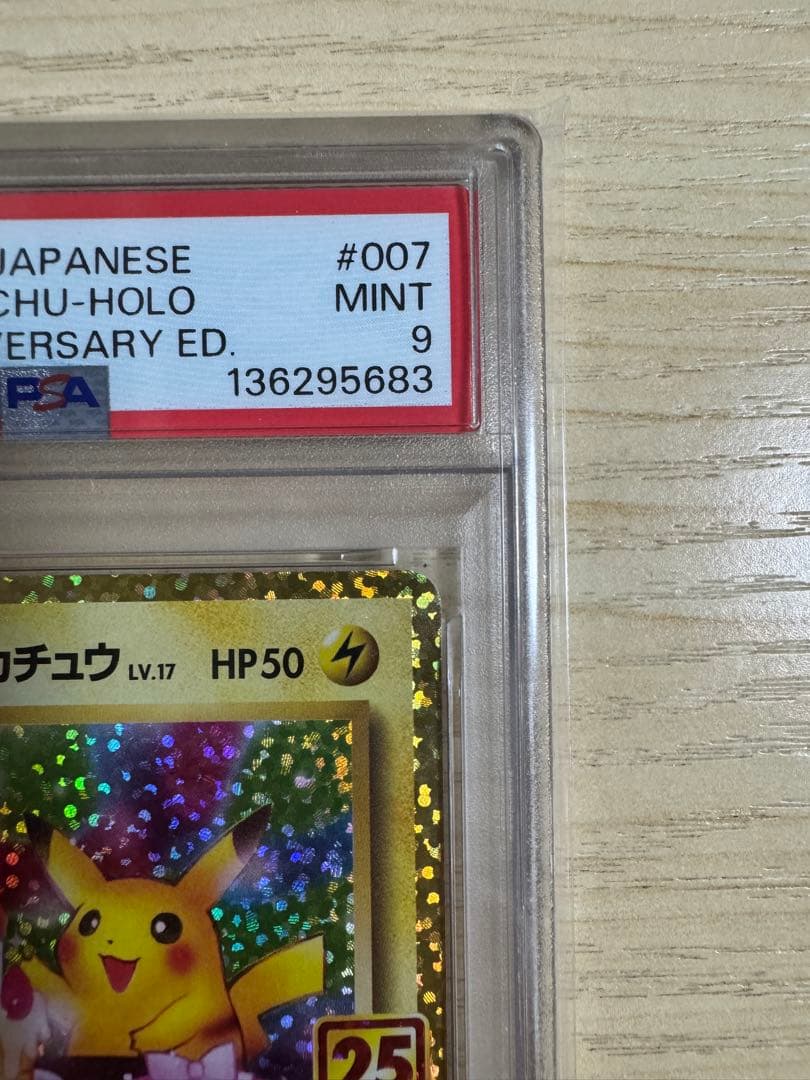 JAPANESE #007
CHU-HOLO MINT
VERSARY ED. 9
PSA 136295683
カチュウ LV.17 HP50
25